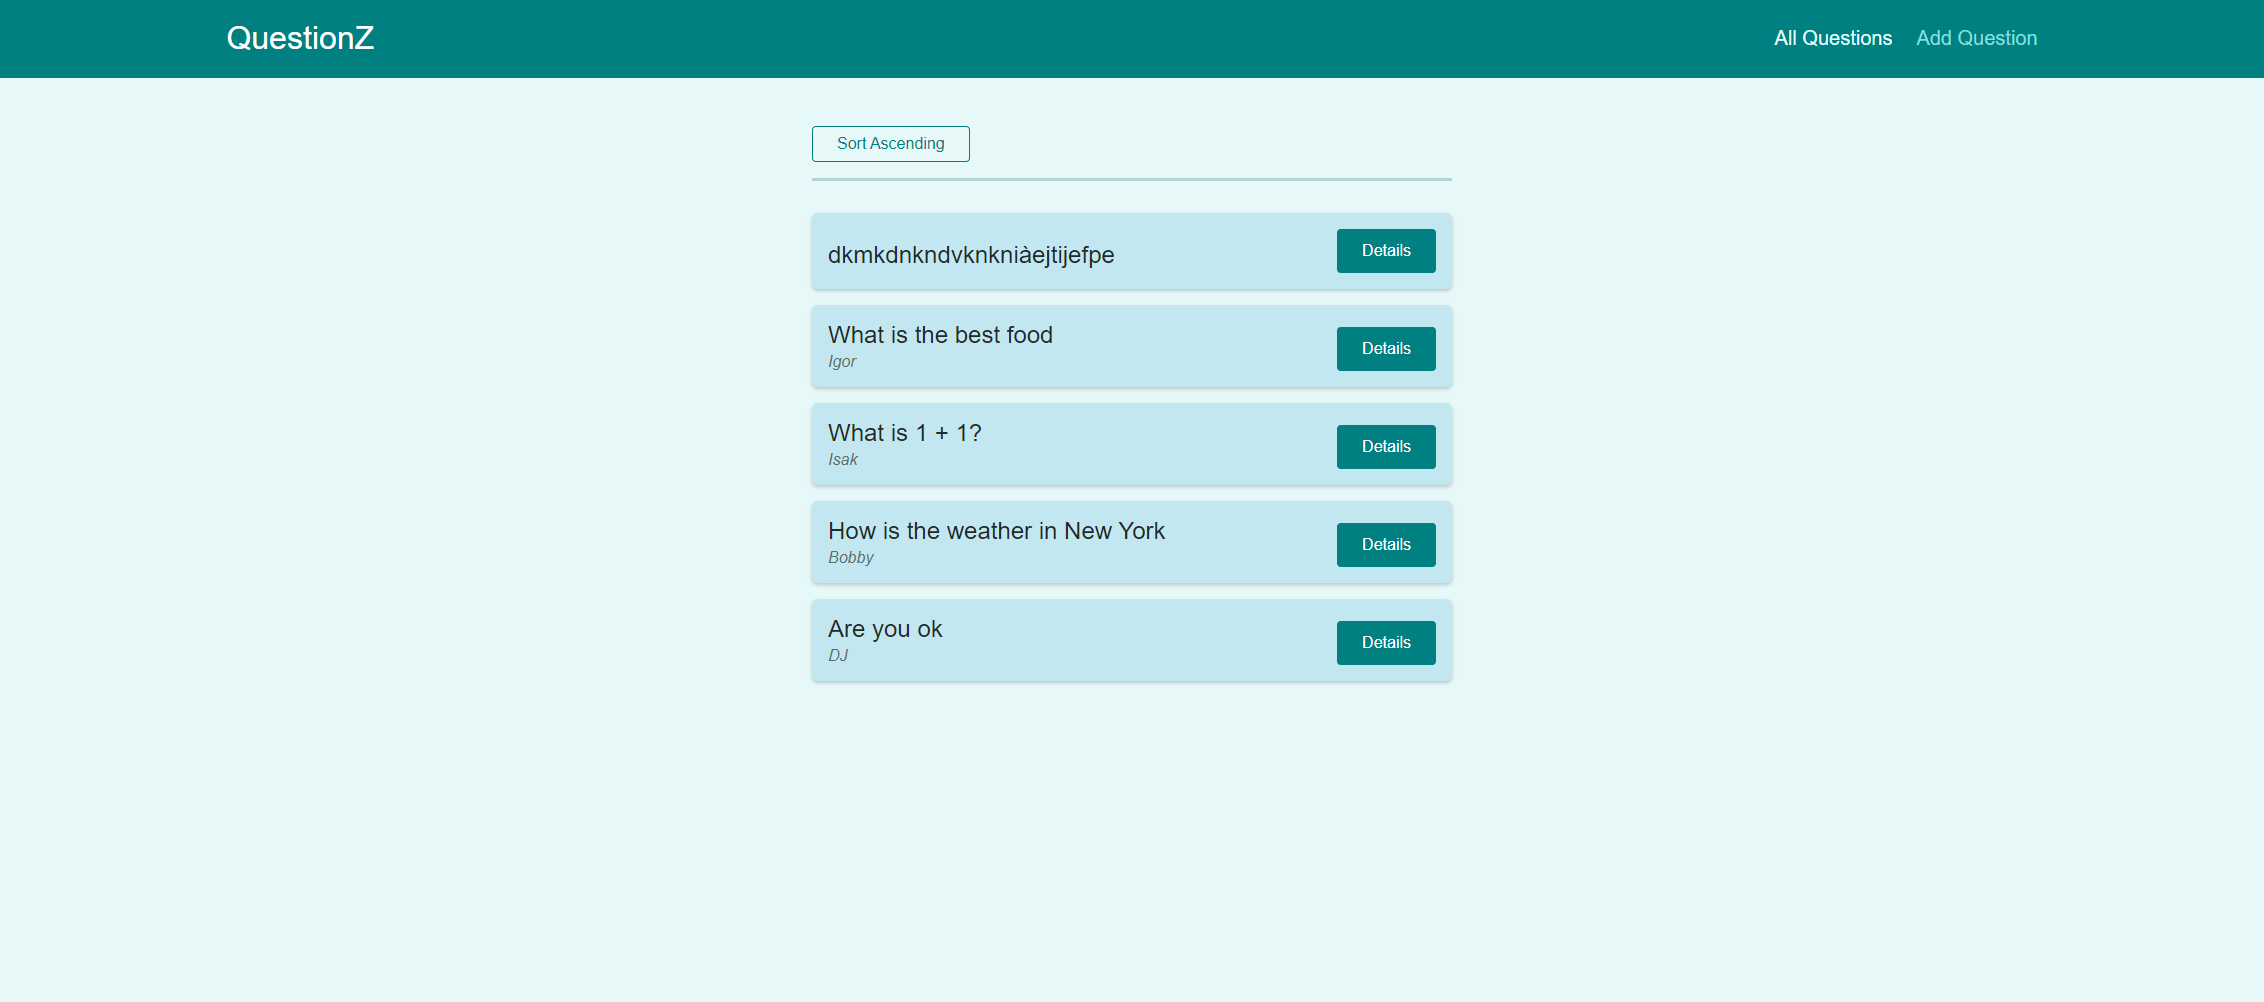 QuestionZ
All Questions
Add Question
Sort Ascending
dkmkdnkndvknkniàejtijefpe
Details
What is the best food
Igor
Details
What is 1 + 1?
Isak
Details
How is the weather in New York
Bobby
Details
Are you ok
DJ
Details